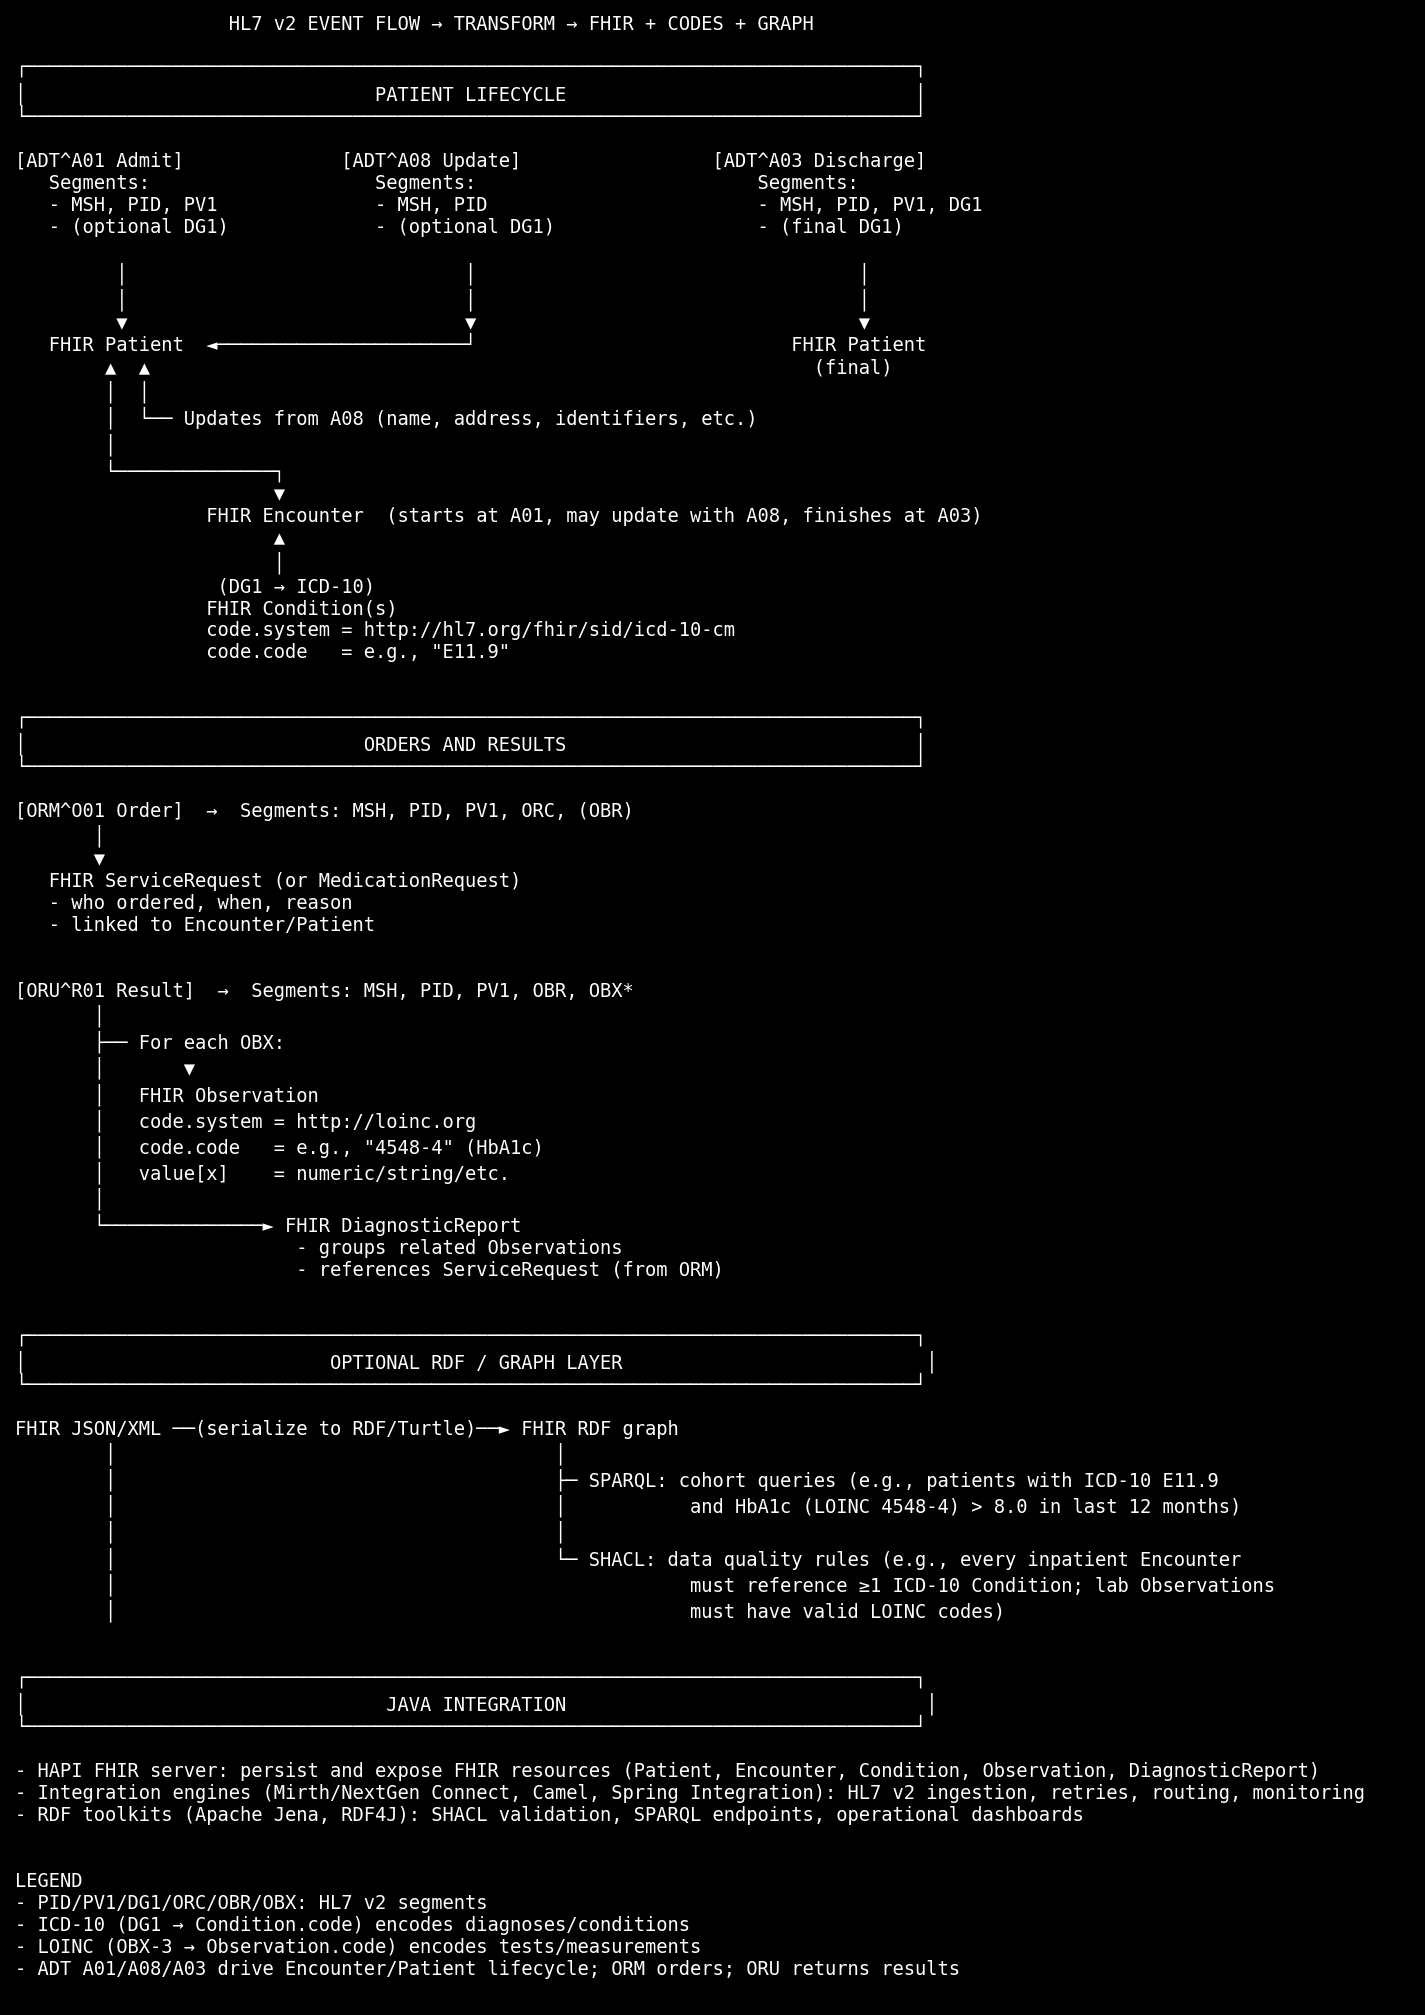 HL7 v2 EVENT FLOW → TRANSFORM → FHIR + CODES + GRAPH
PATIENT LIFECYCLE
[ADT^A01 Admit] [ADT^A08 Update] [ADT^A03 Discharge]
Segments: Segments: Segments:
- MSH, PID, PV1 - MSH, PID - MSH, PID, PV1, DG1
- (optional DG1) - (optional DG1) - (final DG1)
FHIR Patient FHIR Patient
(final)
Updates from A08 (name, address, identifiers, etc.)
FHIR Encounter (starts at A01, may update with A08, finishes at A03)
(DG1 → ICD-10)
FHIR Condition(s)
code.system = http://hl7.org/fhir/sid/icd-10-cm
code.code = e.g., "E11.9"
ORDERS AND RESULTS
[ORM^O01 Order] → Segments: MSH, PID, PV1, ORC, (OBR)
FHIR ServiceRequest (or MedicationRequest)
- who ordered, when, reason
- linked to Encounter/Patient
[ORU^R01 Result] → Segments: MSH, PID, PV1, OBR, OBX*
For each OBX:
FHIR Observation
code.system = http://loinc.org
code.code = e.g., "4548-4" (HbA1c)
value[x] = numeric/string/etc.
FHIR DiagnosticReport
- groups related Observations
- references ServiceRequest (from ORM)
OPTIONAL RDF / GRAPH LAYER
FHIR JSON/XML ──(serialize to RDF/Turtle)──► FHIR RDF graph
SPARQL: cohort queries (e.g., patients with ICD-10 E11.9
and HbA1c (LOINC 4548-4) > 8.0 in last 12 months)
SHACL: data quality rules (e.g., every inpatient Encounter
must reference ≥1 ICD-10 Condition; lab Observations
must have valid LOINC codes)
JAVA INTEGRATION
- HAPI FHIR server: persist and expose FHIR resources (Patient, Encounter, Condition, Observation, DiagnosticReport)
- Integration engines (Mirth/NextGen Connect, Camel, Spring Integration): HL7 v2 ingestion, retries, routing, monitoring
- RDF toolkits (Apache Jena, RDF4J): SHACL validation, SPARQL endpoints, operational dashboards
LEGEND
- PID/PV1/DG1/ORC/OBR/OBX: HL7 v2 segments
- ICD-10 (DG1 → Condition.code) encodes diagnoses/conditions
- LOINC (OBX-3 → Observation.code) encodes tests/measurements
- ADT A01/A08/A03 drive Encounter/Patient lifecycle; ORM orders; ORU returns results